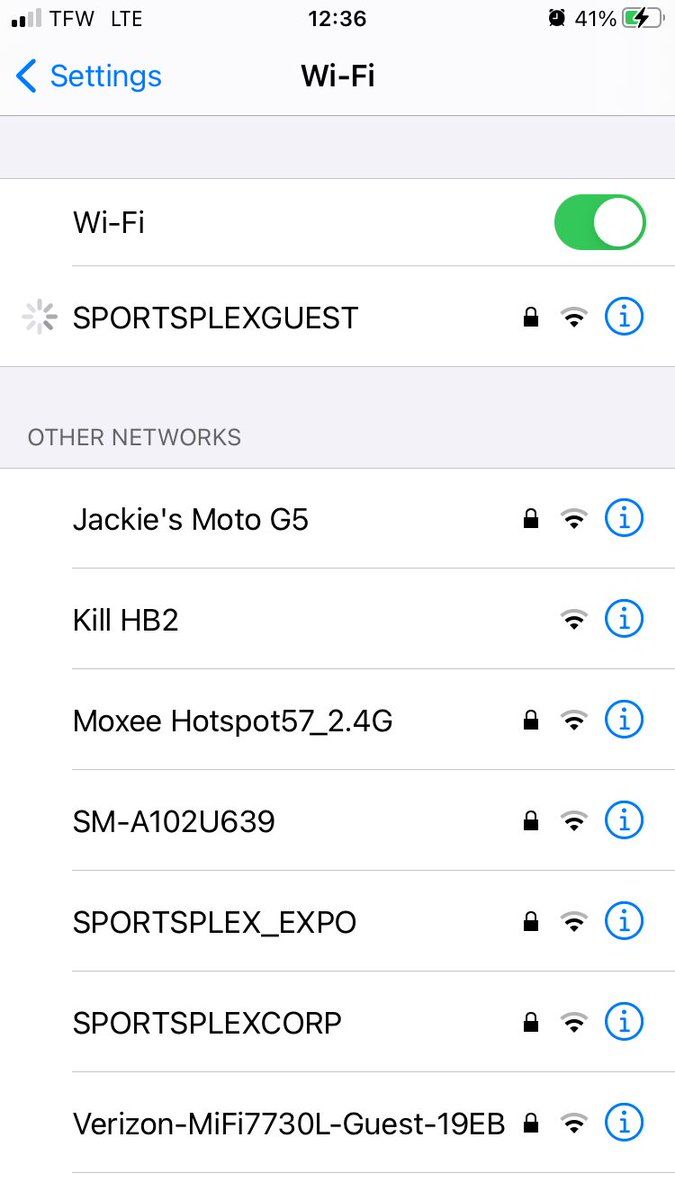 TFW LTE 12:36 41%
Settings Wi-Fi
Wi-Fi
SPORTSPLEXGUEST
OTHER NETWORKS
Jackie's Moto G5
Kill HB2
Moxee Hotspot57_2.4G
SM-A102U639
SPORTSPLEX_EXPO
SPORTSPLEXCORP
Verizon-MiFi7730L-Guest-19EB